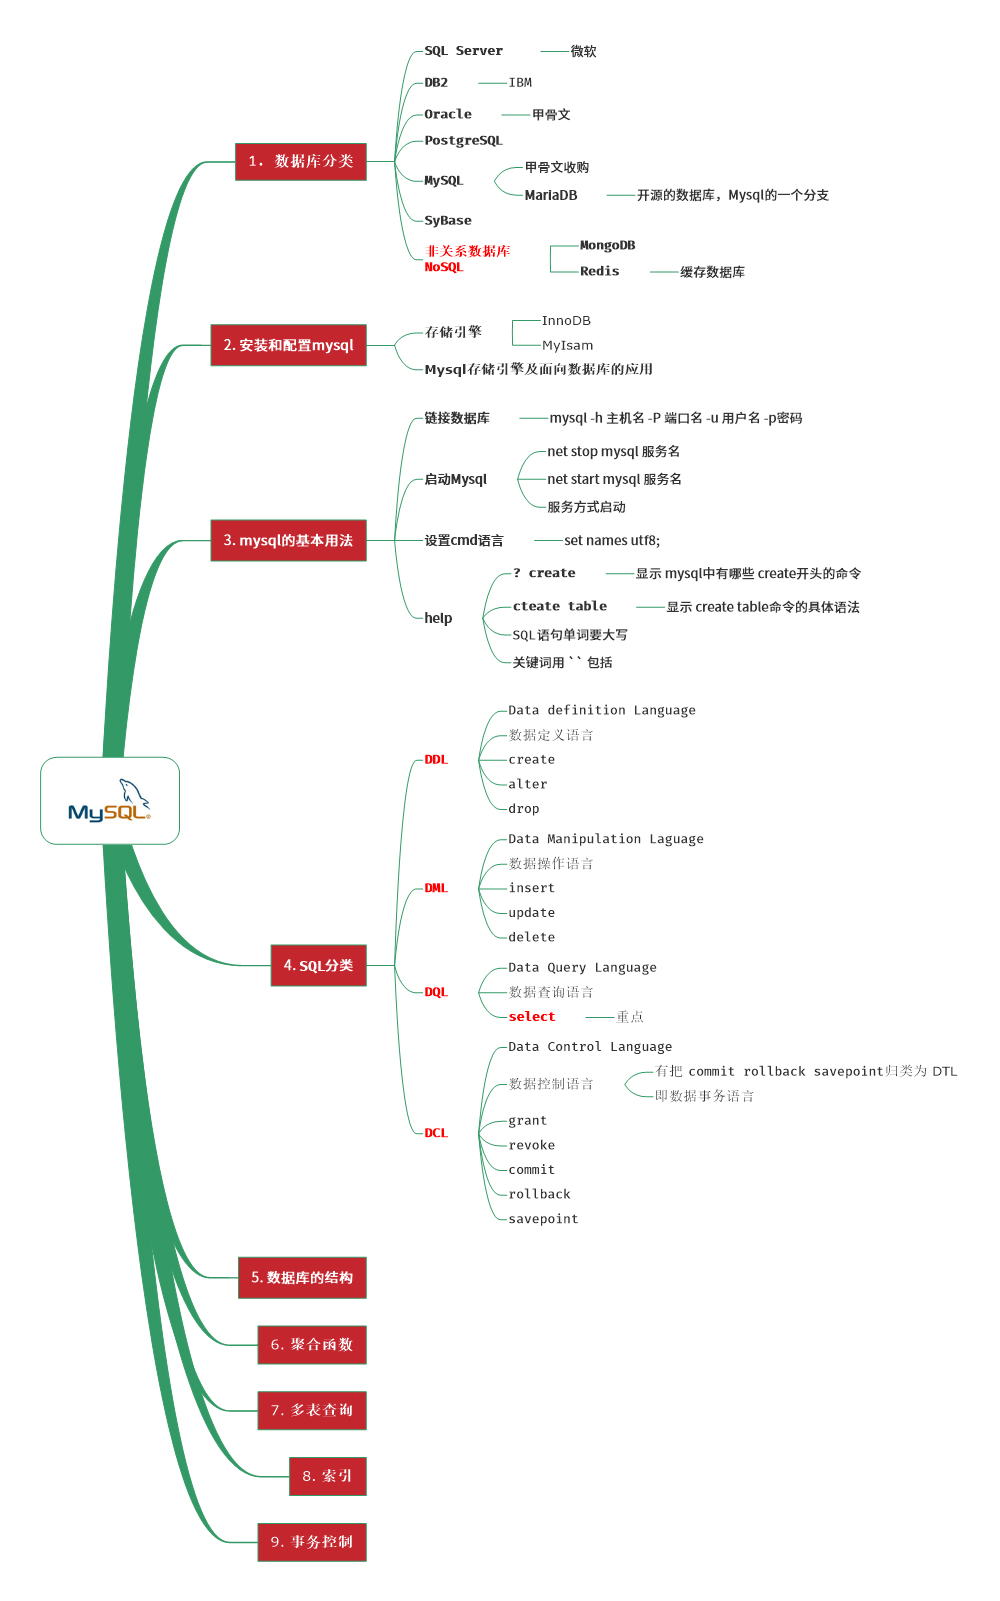 SQL Server
微软
DB2
IBM
Oracle
甲骨文
PostgreSQL
1. 数据库分类
MySQL
甲骨文收购
MariaDB
开源的数据库，Mysql的一个分支
SyBase
非关系数据库
NoSQL
MongoDB
Redis
缓存数据库
2. 安装和配置mysql
存储引擎
InnoDB
MyIsam
Mysql存储引擎及面向数据库的应用
3. mysql的基本用法
链接数据库
mysql -h 主机名 -P 端口名 -u 用户名 -p密码
启动Mysql
net stop mysql 服务名
net start mysql 服务名
服务方式启动
设置cmd语言
set names utf8;
help
? create
显示 mysql中有哪些 create开头的命令
cteate table
显示 create table命令的具体语法
SQL语句单词要大写
关键词用 `` 包括
MySQL®
4. SQL分类
DDL
Data definition Language
数据定义语言
create
alter
drop
DML
Data Manipulation Laguage
数据操作语言
insert
update
delete
DQL
Data Query Language
数据查询语言
select
重点
DCL
Data Control Language
数据控制语言
有把 commit rollback savepoint归类为 DTL
即数据事务语言
grant
revoke
commit
rollback
savepoint
5. 数据库的结构
6. 聚合函数
7. 多表查询
8. 索引
9. 事务控制